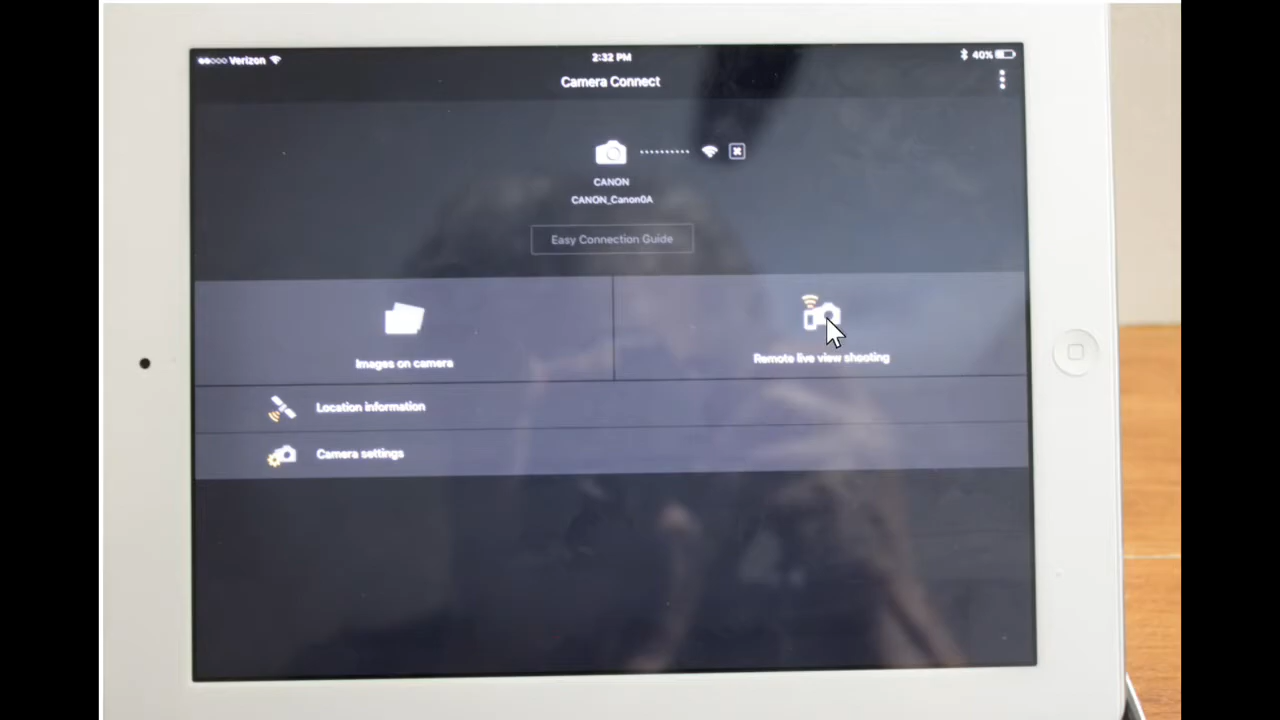 Verizon
2:32 PM
40%
Camera Connect
CANON
CANON_Canon0A
Easy Connection Guide
Images on camera
Remote live view shooting
Location information
Camera settings